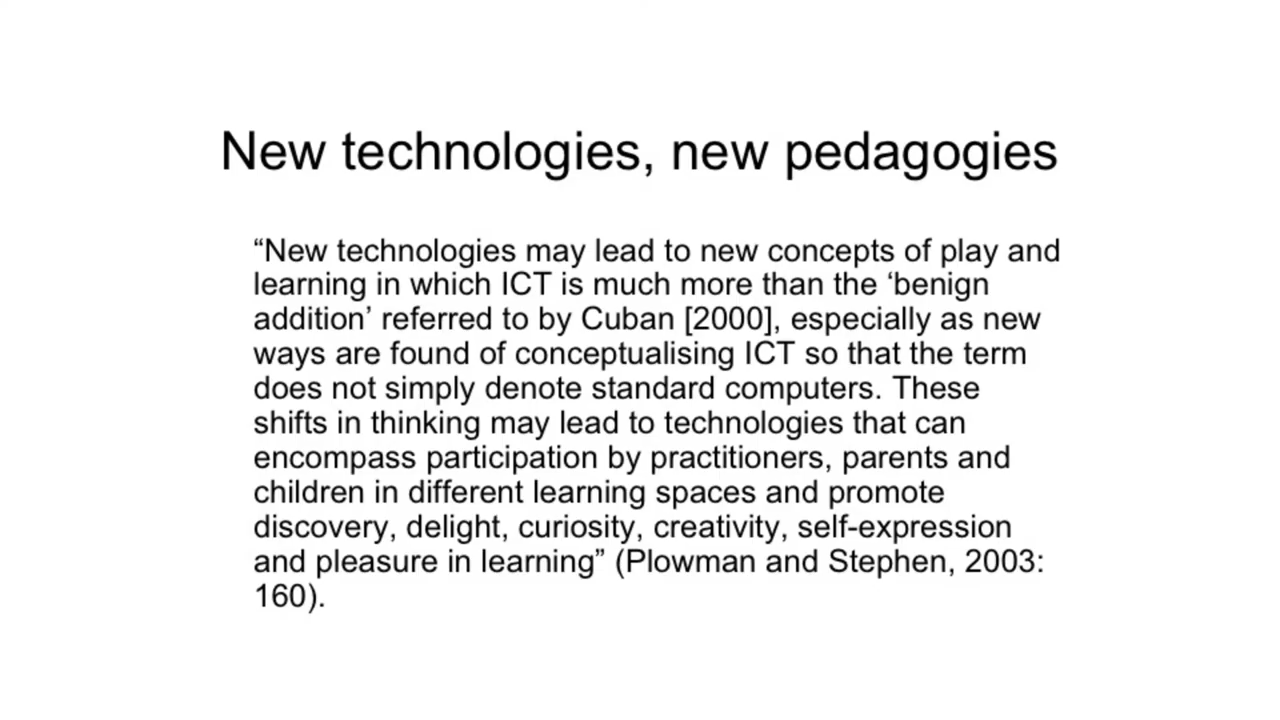 New technologies, new pedagogies
“New technologies may lead to new concepts of play and
learning in which ICT is much more than the ‘benign
addition’ referred to by Cuban [2000], especially as new
ways are found of conceptualising ICT so that the term
does not simply denote standard computers. These
shifts in thinking may lead to technologies that can
encompass participation by practitioners, parents and
children in different learning spaces and promote
discovery, delight, curiosity, creativity, self-expression
and pleasure in learning” (Plowman and Stephen, 2003:
160).